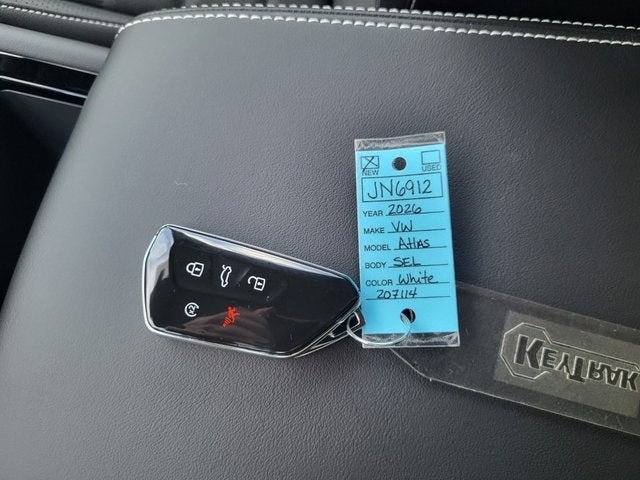 NEW USED
JN6912
YEAR 2026
MAKE VW
MODEL Atlas
BODY SEL
COLOR White
207114
KEYTRAK